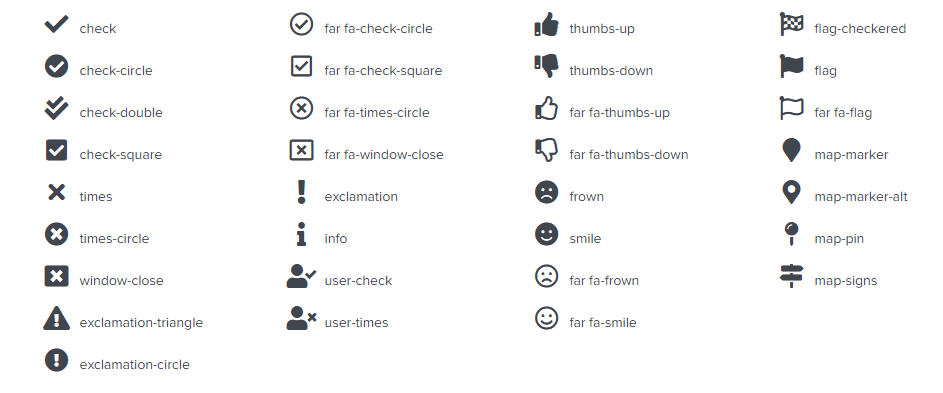 check
check-circle
check-double
check-square
times
times-circle
window-close
exclamation-triangle
exclamation-circle
far fa-check-circle
far fa-check-square
far fa-times-circle
far fa-window-close
exclamation
info
user-check
user-times
thumbs-up
thumbs-down
far fa-thumbs-up
far fa-thumbs-down
frown
smile
far fa-frown
far fa-smile
flag-checkered
flag
far fa-flag
map-marker
map-marker-alt
map-pin
map-signs